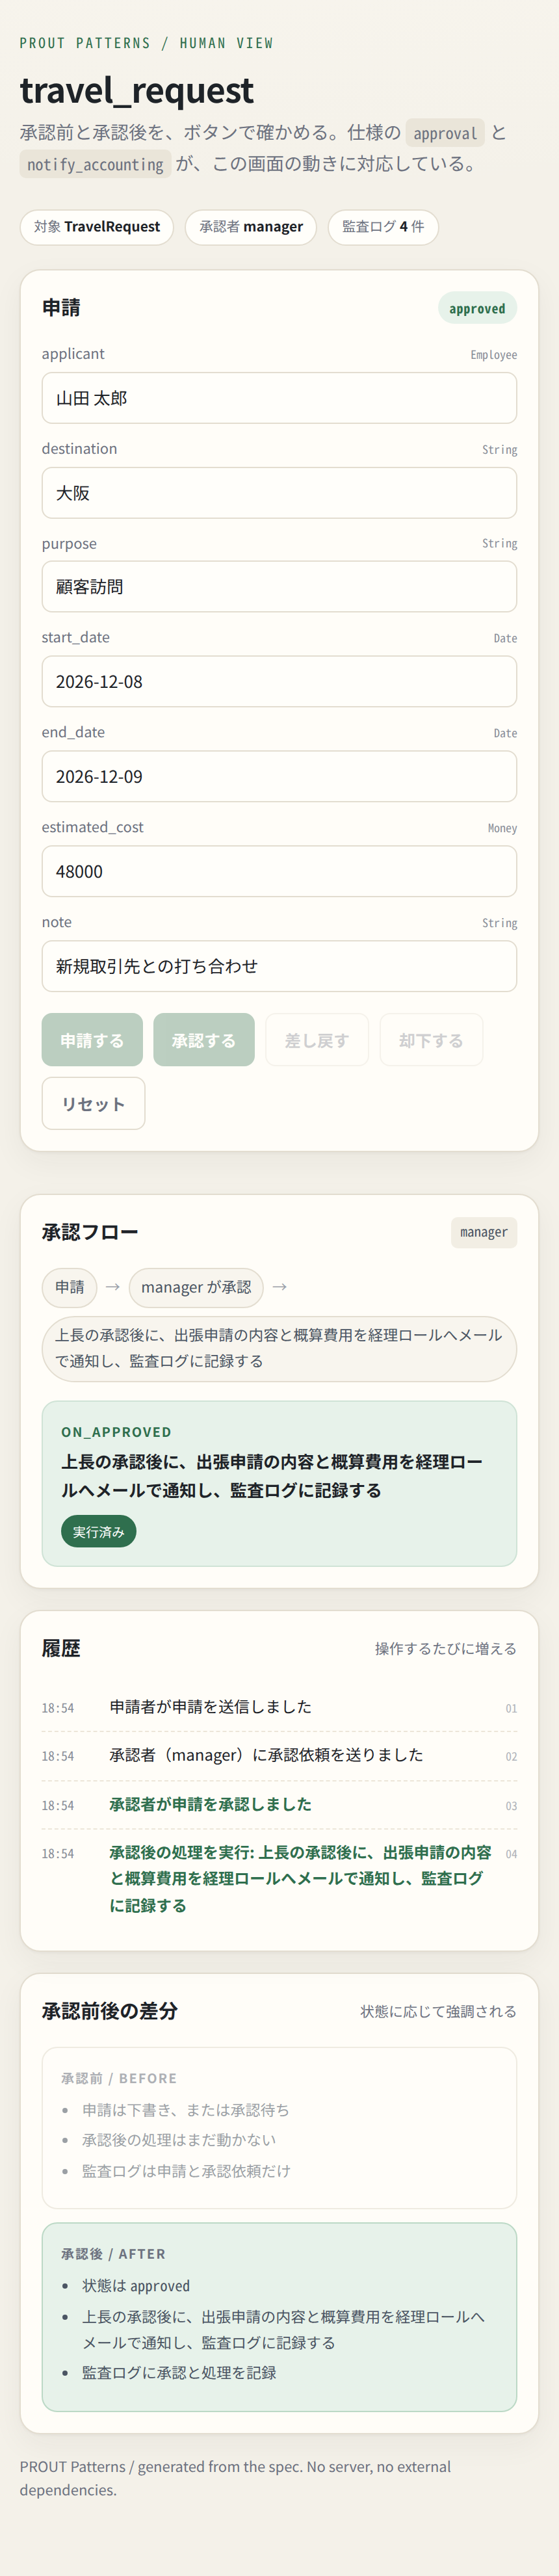 PROUT PATTERNS / HUMAN VIEW
travel_request
承認前と承認後を、ボタンで確かめる。仕様の approval と
notify_accounting が、この画面の動きに対応している。
対象 TravelRequest 承認者 manager 監査ログ 4 件
申請 approved
applicant Employee
山田 太郎
destination String
大阪
purpose String
顧客訪問
start_date Date
2026-12-08
end_date Date
2026-12-09
estimated_cost Money
48000
note String
新規取引先との打ち合わせ
申請する 承認する 差し戻す 却下する
リセット
承認フロー manager
申請 → manager が承認 →
上長の承認後に、出張申請の内容と概算費用を経理ロールへメール
で通知し、監査ログに記録する
ON_APPROVED
上長の承認後に、出張申請の内容と概算費用を経理ロー
ルへメールで通知し、監査ログに記録する
実行済み
履歴 操作するたびに増える
18:54 申請者が申請を送信しました 01
18:54 承認者（manager）に承認依頼を送りました 02
18:54 承認者が申請を承認しました 03
18:54 承認後の処理を実行: 上長の承認後に、出張申請の内容 04
と概算費用を経理ロールへメールで通知し、監査ログ
に記録する
承認前後の差分 状態に応じて強調される
承認前 / BEFORE
• 申請は下書き、または承認待ち
• 承認後の処理はまだ動かない
• 監査ログは申請と承認依頼だけ
承認後 / AFTER
• 状態は approved
• 上長の承認後に、出張申請の内容と概算費用を経理ロールへ
メールで通知し、監査ログに記録する
• 監査ログに承認と処理を記録
PROUT Patterns / generated from the spec. No server, no external
dependencies.